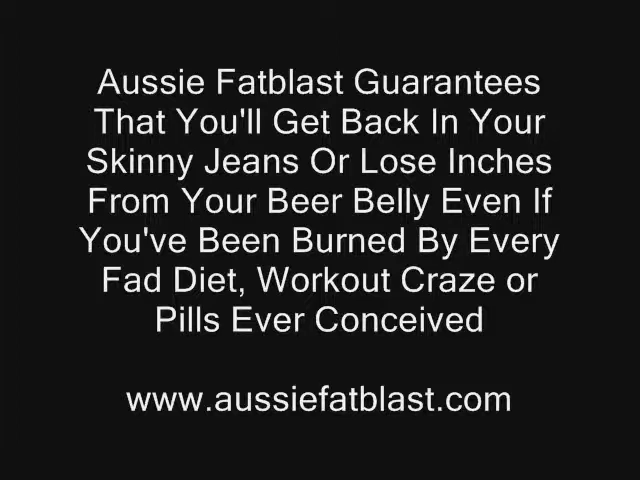 Aussie Fatblast Guarantees
That You'll Get Back In Your
Skinny Jeans Or Lose Inches
From Your Beer Belly Even If
You've Been Burned By Every
Fad Diet, Workout Craze or
Pills Ever Conceived
www.aussiefatblast.com